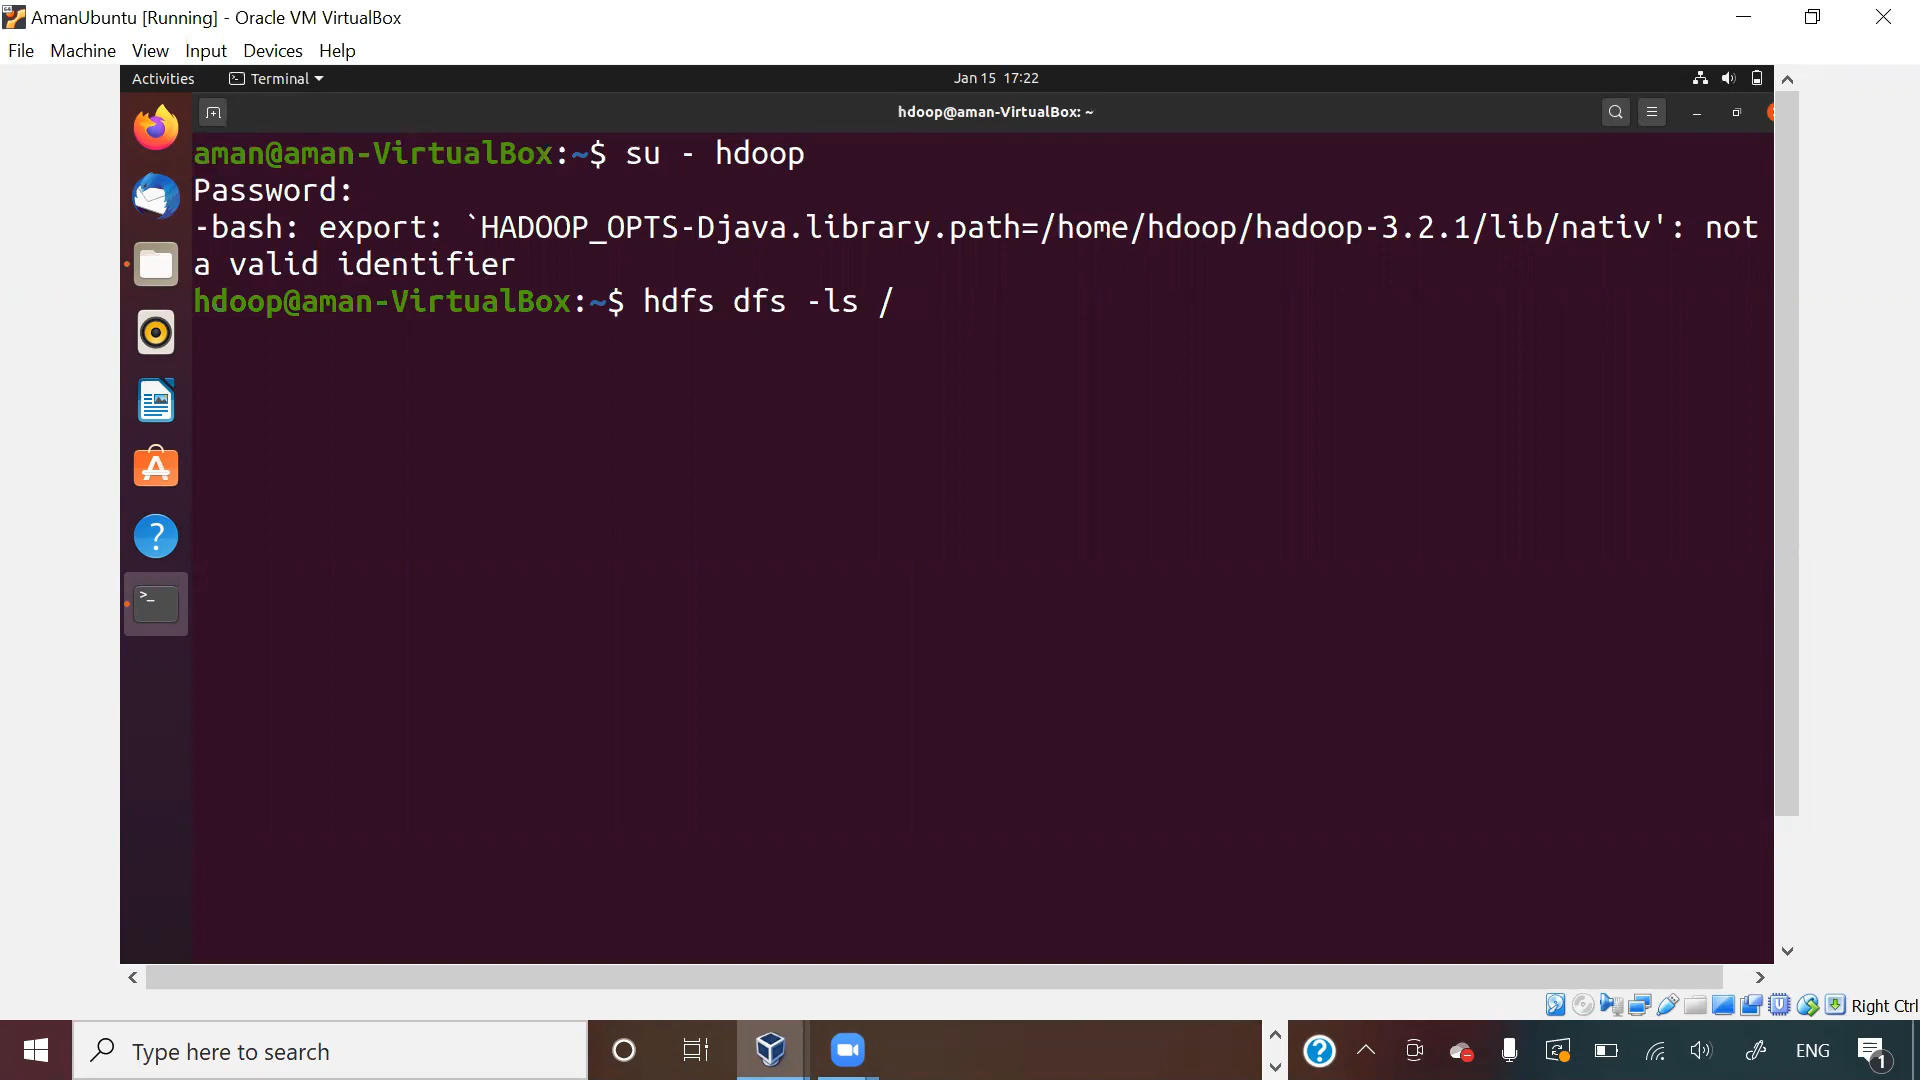 AmanUbuntu [Running] - Oracle VM VirtualBox
File Machine View Input Devices Help
Activities Terminal Jan 15 17:22
hdoop@aman-VirtualBox: ~
aman@aman-VirtualBox:~$ su - hdoop
Password:
-bash: export: `HADOOP_OPTS-Djava.library.path=/home/hdoop/hadoop-3.2.1/lib/nativ': not
a valid identifier
hdoop@aman-VirtualBox:~$ hdfs dfs -ls /
Right Ctrl
Type here to search
ENG
1